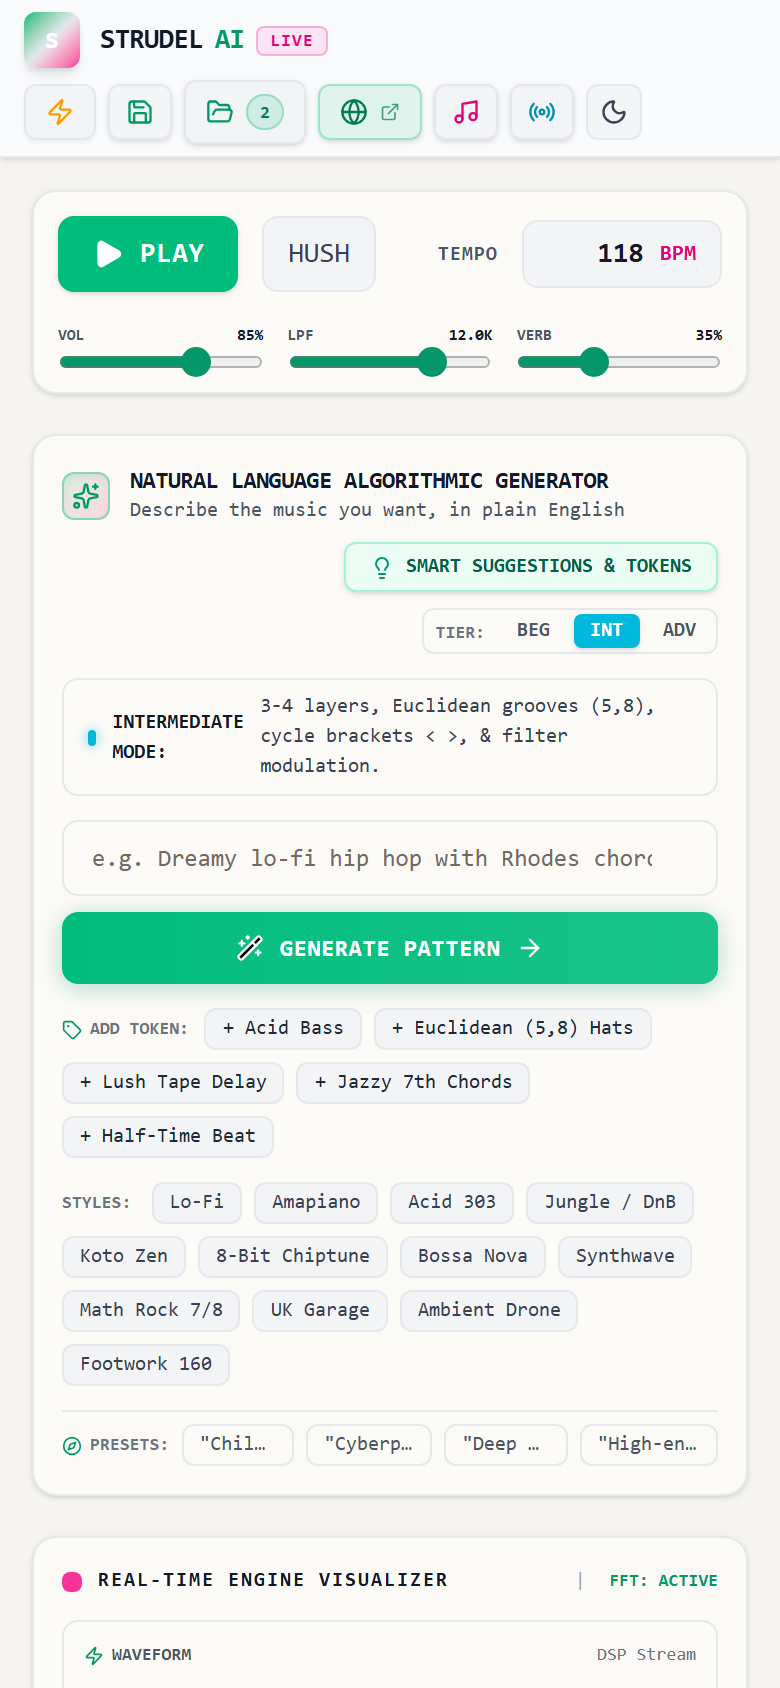 S STRUDEL AI LIVE
2
PLAY HUSH TEMPO 118 BPM
VOL 85% LPF 12.0K VERB 35%
NATURAL LANGUAGE ALGORITHMIC GENERATOR
Describe the music you want, in plain English
SMART SUGGESTIONS & TOKENS
TIER: BEG INT ADV
INTERMEDIATE MODE:
3-4 layers, Euclidean grooves (5,8),
cycle brackets < >, & filter
modulation.
e.g. Dreamy lo-fi hip hop with Rhodes chord
GENERATE PATTERN
ADD TOKEN: + Acid Bass + Euclidean (5,8) Hats
+ Lush Tape Delay + Jazzy 7th Chords
+ Half-Time Beat
STYLES: Lo-Fi Amapiano Acid 303 Jungle / DnB
Koto Zen 8-Bit Chiptune Bossa Nova Synthwave
Math Rock 7/8 UK Garage Ambient Drone
Footwork 160
PRESETS: "Chil… "Cyberp… "Deep … "High-en…
REAL-TIME ENGINE VISUALIZER | FFT: ACTIVE
WAVEFORM DSP Stream